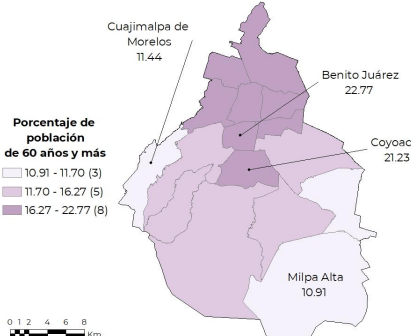 Cuajimalpa de
Morelos
11.44
Benito Juárez
22.77
Coyoac
21.23
Porcentaje de
población
de 60 años y más
10.91 - 11.70 (3)
11.70 - 16.27 (5)
16.27 - 22.77 (8)
Milpa Alta
10.91
0 1 2 4 6 8
Km